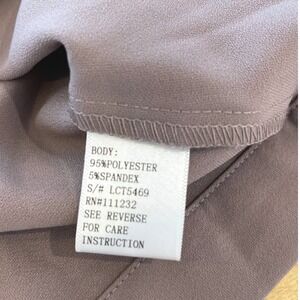 BODY:
95%POLYESTER
5%SPANDEX
S/# LCT5469
RN#111232
SEE REVERSE
FOR CARE
INSTRUCTION